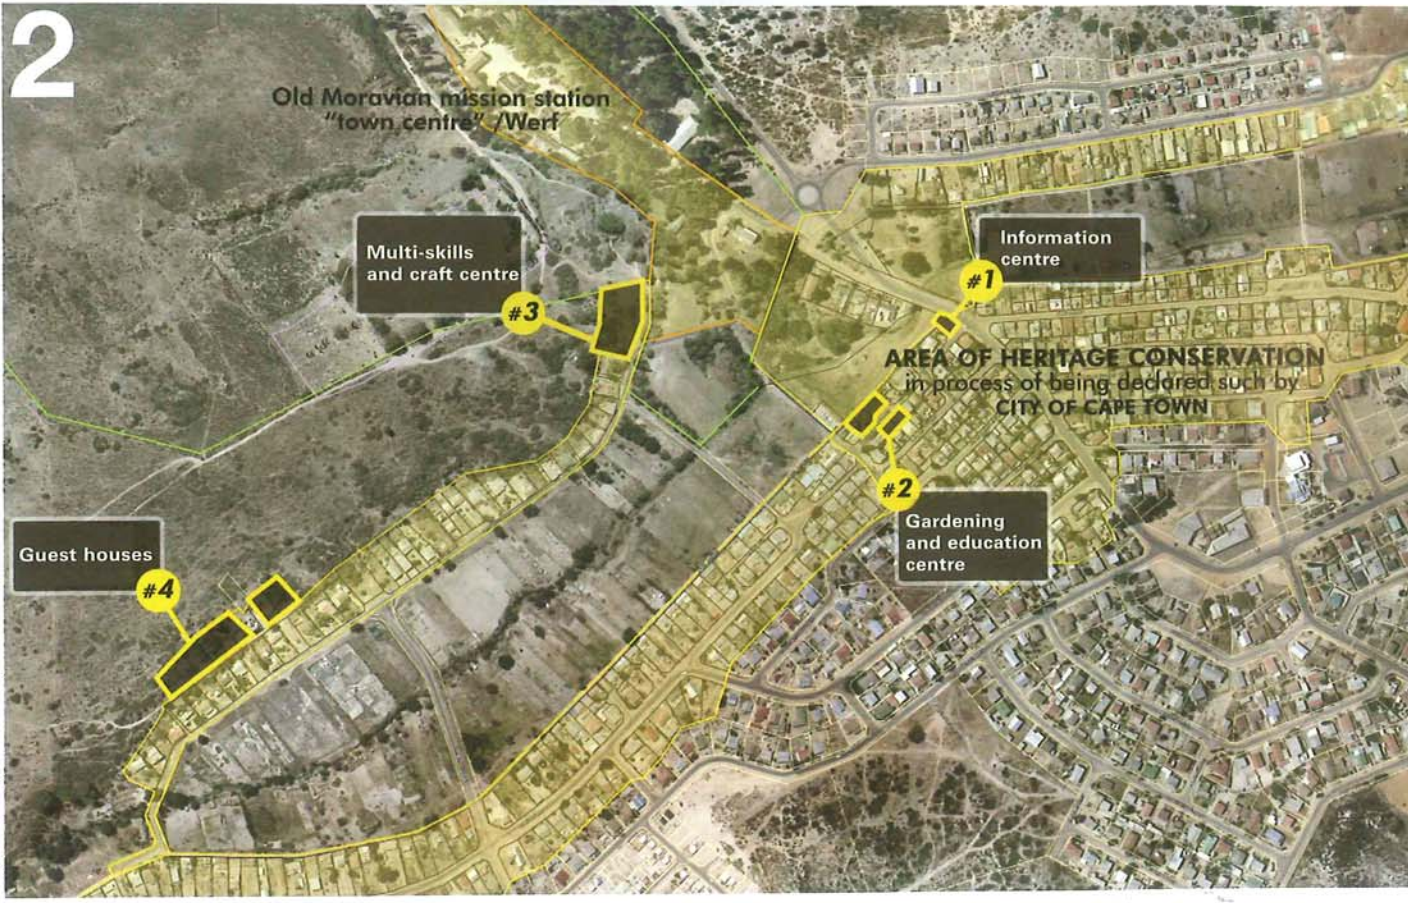 2
Old Moravian mission station
"town centre" /Werf
Multi-skills
and craft centre
#3
Information
centre
#1
AREA OF HERITAGE CONSERVATION
in process of being declared such by
CITY OF CAPE TOWN
#2
Gardening
and education
centre
Guest houses
#4